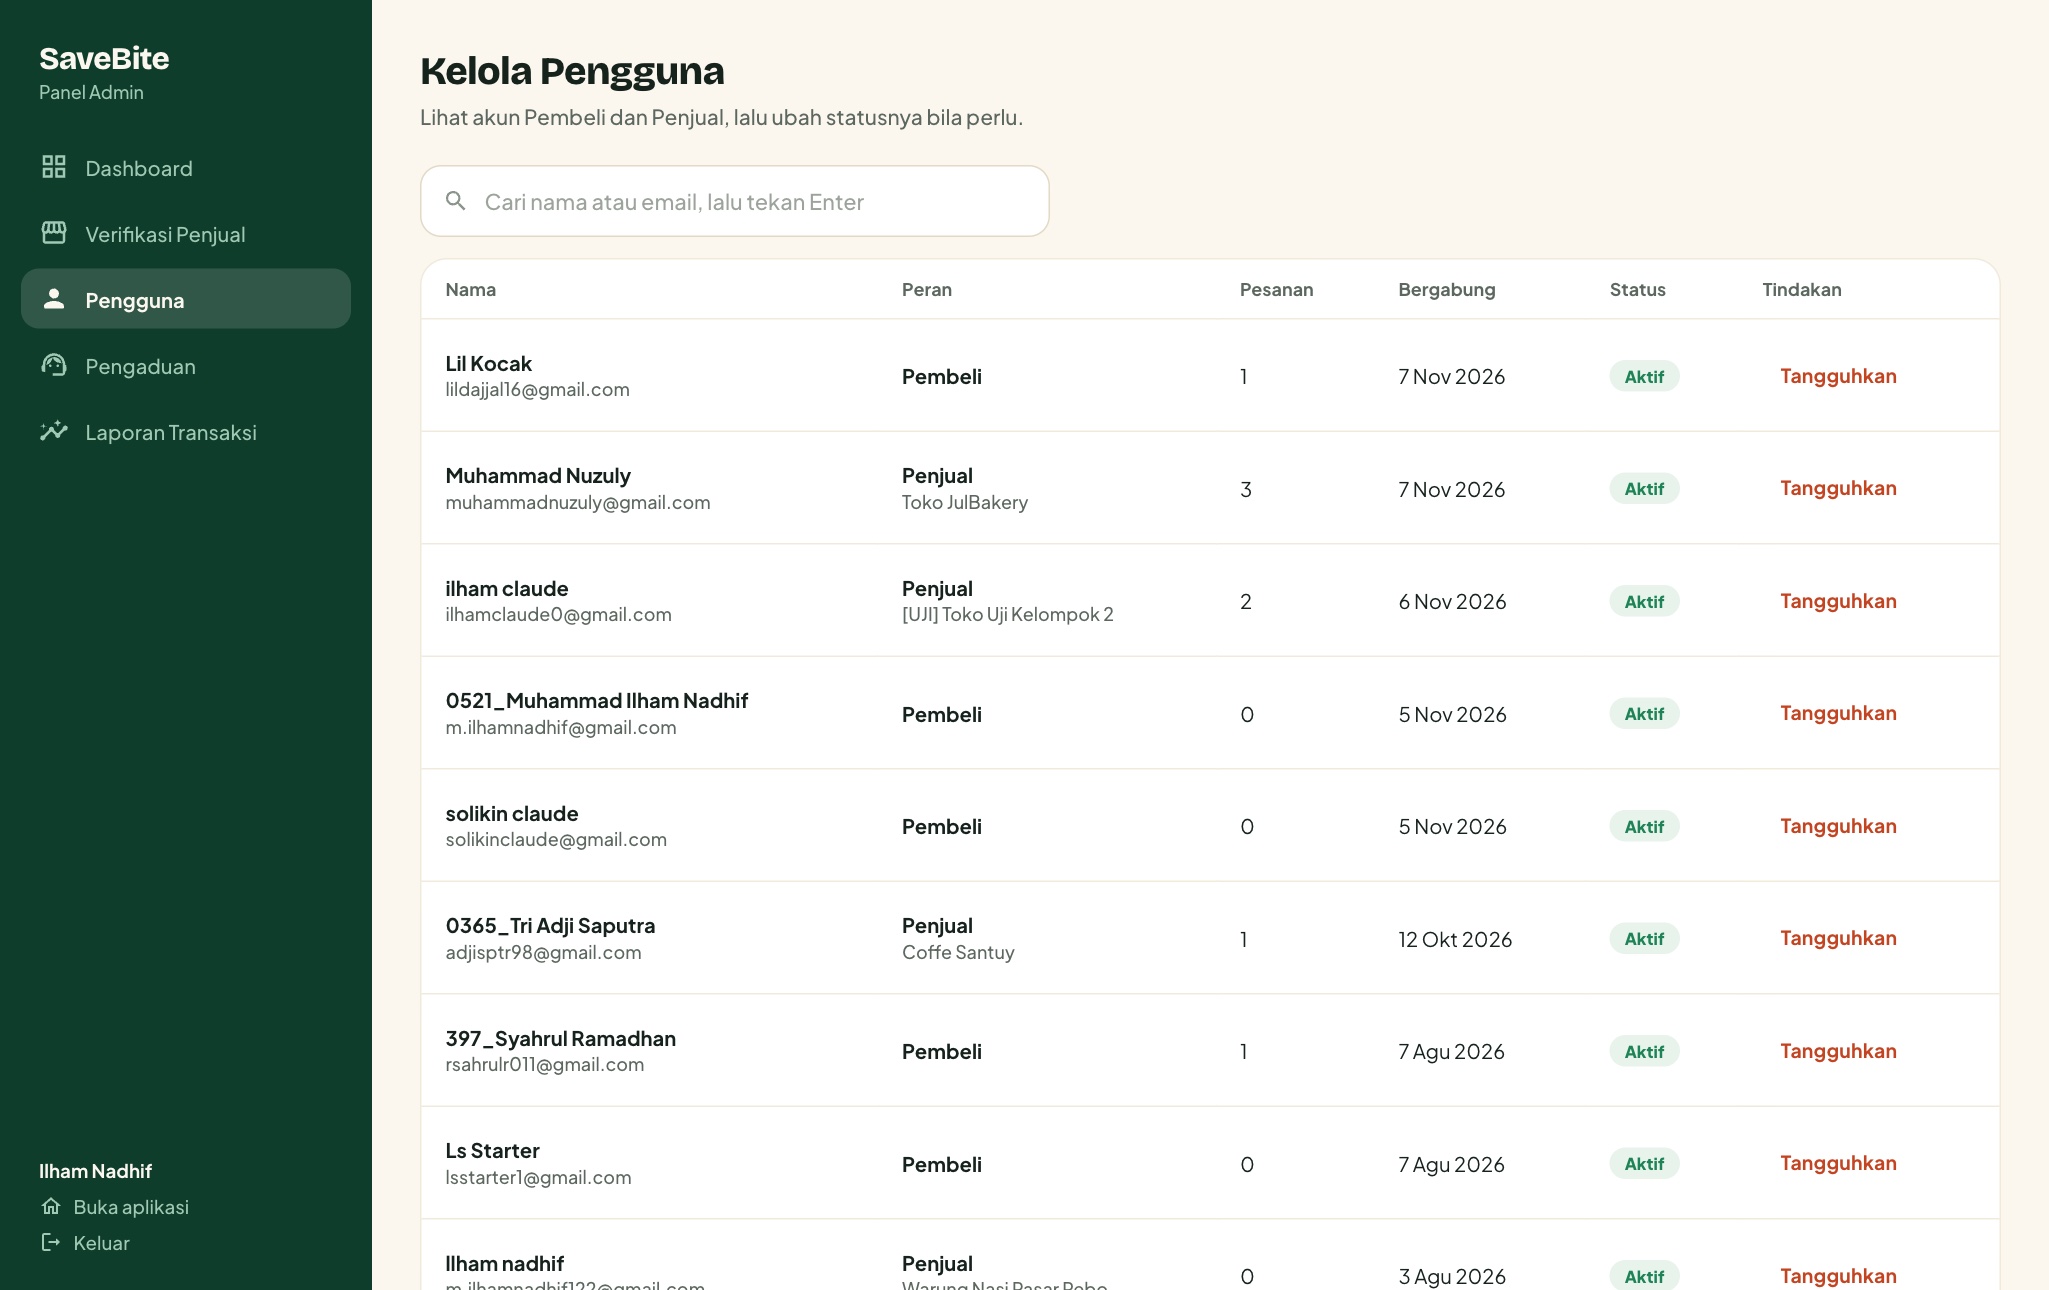 SaveBite
Panel Admin
Dashboard
Verifikasi Penjual
Pengguna
Pengaduan
Laporan Transaksi
Ilham Nadhif
Buka aplikasi
Keluar
Kelola Pengguna
Lihat akun Pembeli dan Penjual, lalu ubah statusnya bila perlu.
Cari nama atau email, lalu tekan Enter
Nama Peran Pesanan Bergabung Status Tindakan
Lil Kocak
lildajjal16@gmail.com
Pembeli 1 7 Nov 2026 Aktif Tangguhkan
Muhammad Nuzuly
muhammadnuzuly@gmail.com
Penjual
Toko JulBakery
3 7 Nov 2026 Aktif Tangguhkan
ilham claude
ilhamclaude0@gmail.com
Penjual
[UJI] Toko Uji Kelompok 2
2 6 Nov 2026 Aktif Tangguhkan
0521_Muhammad Ilham Nadhif
m.ilhamnadhif@gmail.com
Pembeli 0 5 Nov 2026 Aktif Tangguhkan
solikin claude
solikinclaude@gmail.com
Pembeli 0 5 Nov 2026 Aktif Tangguhkan
0365_Tri Adji Saputra
adjisptr98@gmail.com
Penjual
Coffe Santuy
1 12 Okt 2026 Aktif Tangguhkan
397_Syahrul Ramadhan
rsahrulr011@gmail.com
Pembeli 1 7 Agu 2026 Aktif Tangguhkan
Ls Starter
lsstarter1@gmail.com
Pembeli 0 7 Agu 2026 Aktif Tangguhkan
Ilham nadhif
m.ilhamnadhif122@gmail.com
Penjual
Warung Nasi Pasar Rebo
0 3 Agu 2026 Aktif Tangguhkan